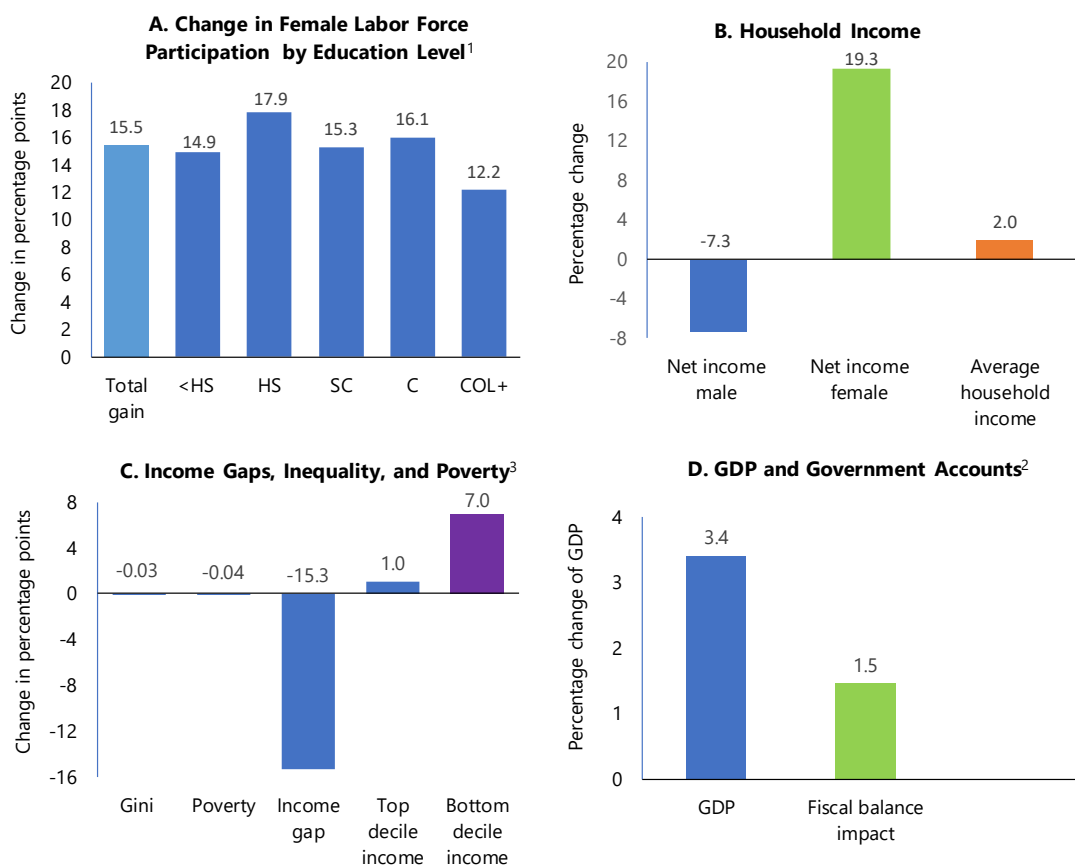 A. Change in Female Labor Force
Participation by Education Level¹
Change in percentage points
20
18
16
14
12
10
8
6
4
2
0
15.5
14.9
17.9
15.3
16.1
12.2
Total gain
<HS
HS
SC
C
COL+
B. Household Income
Percentage change
20
16
12
8
4
0
-4
-8
-7.3
19.3
2.0
Net income male
Net income female
Average household income
C. Income Gaps, Inequality, and Poverty³
Change in percentage points
8
4
0
-4
-8
-12
-16
-0.03
-0.04
-15.3
1.0
7.0
Gini
Poverty
Income gap
Top decile income
Bottom decile income
D. GDP and Government Accounts²
Percentage change of GDP
4
3
2
1
0
3.4
1.5
GDP
Fiscal balance impact